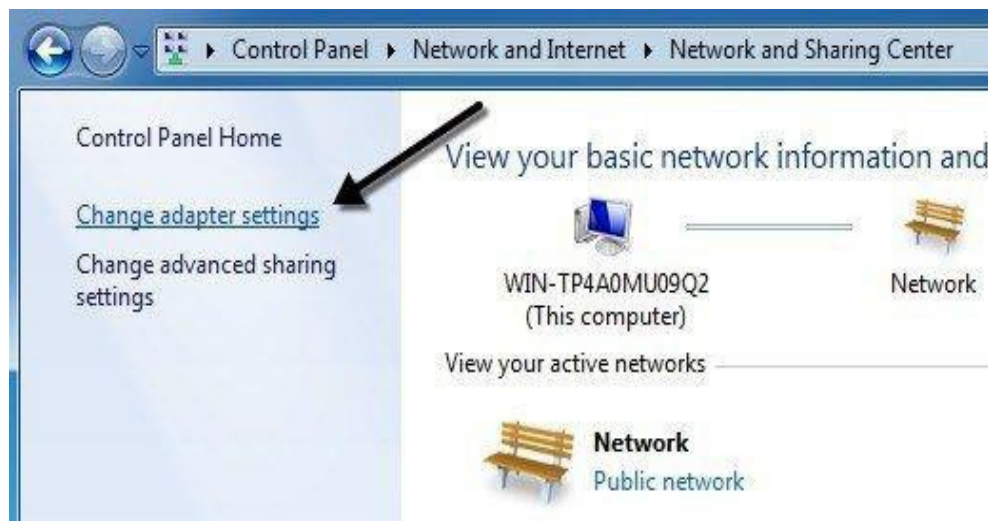 Control Panel ▸ Network and Internet ▸ Network and Sharing Center
Control Panel Home
Change adapter settings
Change advanced sharing
settings
View your basic network information and
WIN-TP4A0MU09Q2
(This computer)
Network
View your active networks
Network
Public network